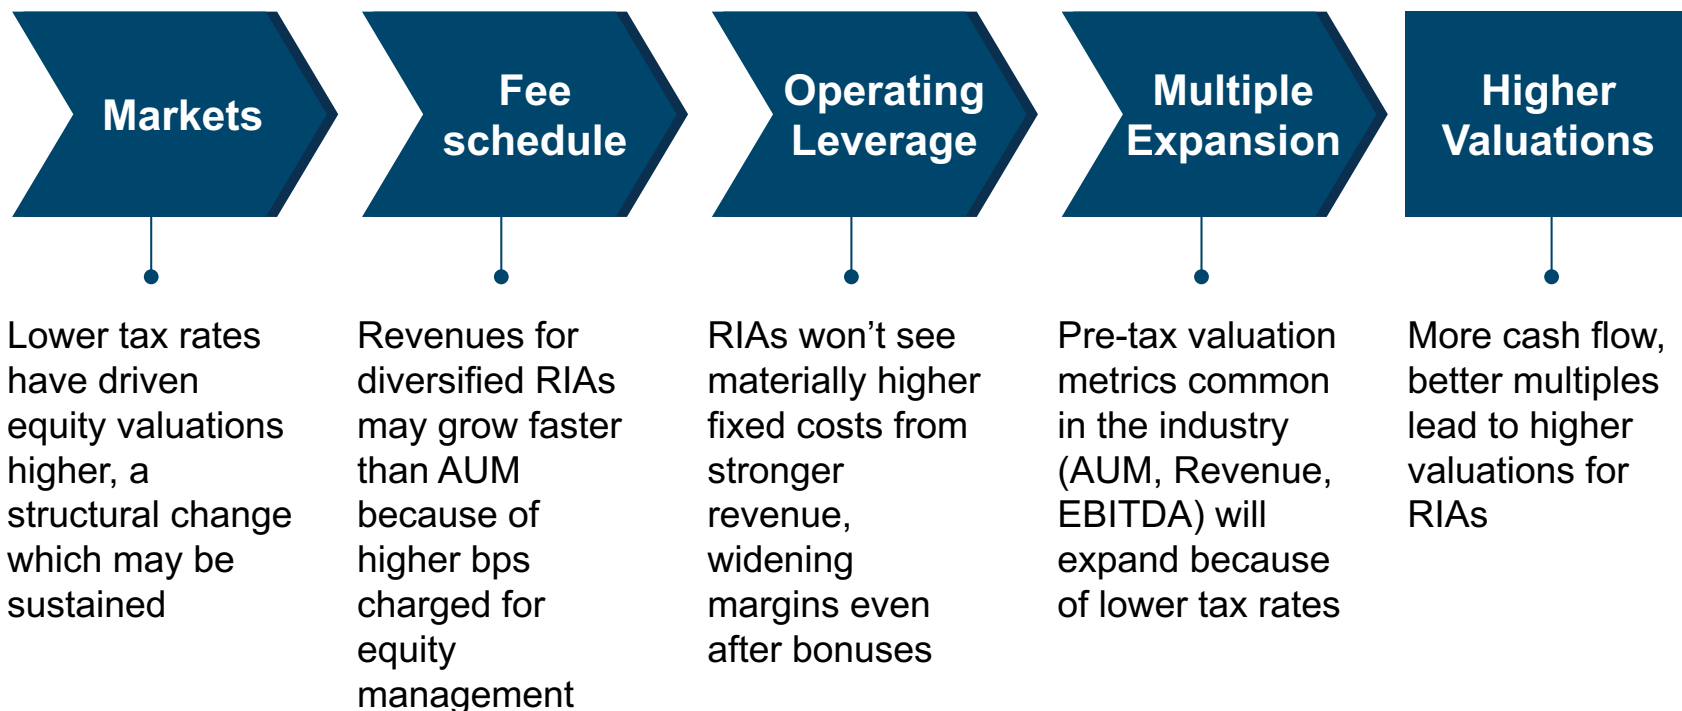 Markets
Fee
schedule
Operating
Leverage
Multiple
Expansion
Higher
Valuations
Lower tax rates
have driven
equity valuations
higher, a
structural change
which may be
sustained
Revenues for
diversified RIAs
may grow faster
than AUM
because of
higher bps
charged for
equity
management
RIAs won’t see
materially higher
fixed costs from
stronger
revenue,
widening
margins even
after bonuses
Pre-tax valuation
metrics common
in the industry
(AUM, Revenue,
EBITDA) will
expand because
of lower tax rates
More cash flow,
better multiples
lead to higher
valuations for
RIAs